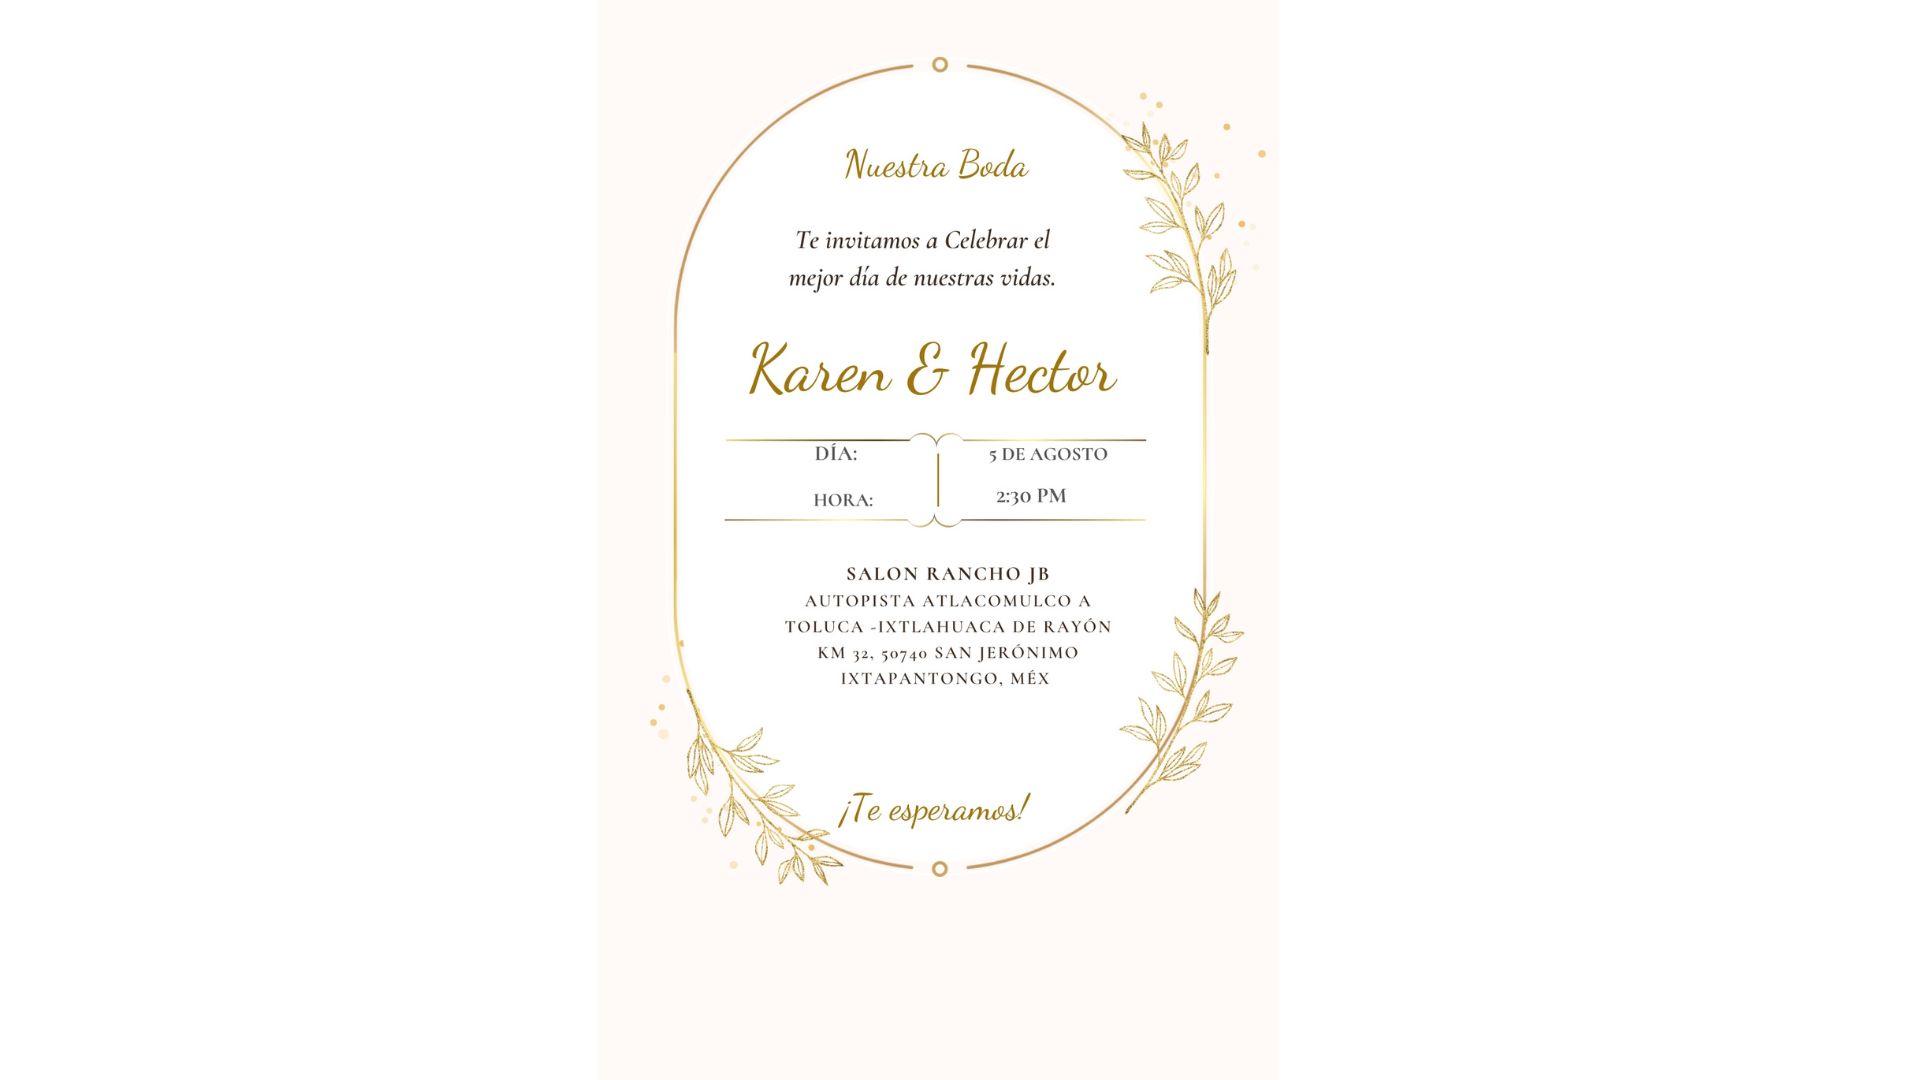 Nuestra Boda
Te invitamos a Celebrar el
mejor día de nuestras vidas.
Karen & Hector
DÍA: 5 DE AGOSTO
HORA: 2:30 PM
SALON RANCHO JB
AUTOPISTA ATLACOMULCO A
TOLUCA -IXTLAHUACA DE RAYÓN
KM 32, 50740 SAN JERÓNIMO
IXTAPANTONGO, MÉX
¡Te esperamos!